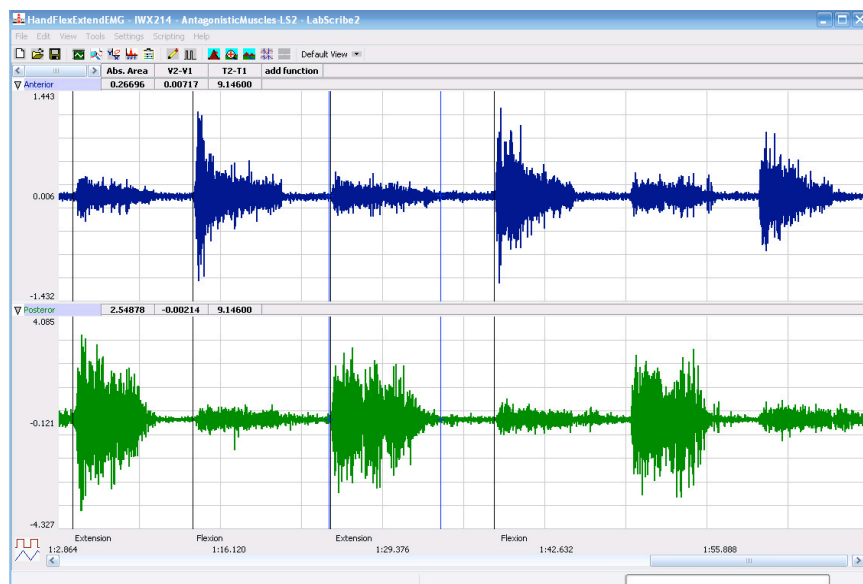 HandFlexExtendEMG - IWX214 - AntagonisticMuscles-LS2 - LabScribe2
File Edit View Tools Settings Scripting Help
Default View
Abs. Area V2-V1 T2-T1 add function
Anterior 0.26696 0.00717 9.14600
1.443
0.006
-1.432
Posteror 2.54878 -0.00214 9.14600
4.085
-0.121
-4.327
Extension Flexion Extension Flexion
1:2.864 1:16.120 1:29.376 1:42.632 1:55.888